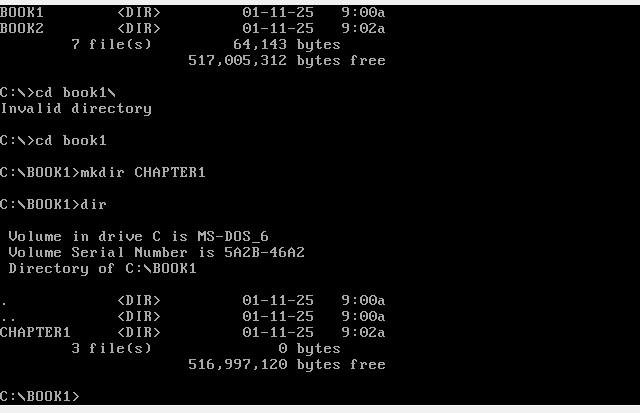 BOOK1        <DIR>         01-11-25   9:00a
BOOK2        <DIR>         01-11-25   9:02a
        7 file(s)         64,143 bytes
                     517,005,312 bytes free
C:\>cd book1\
Invalid directory
C:\>cd book1
C:\BOOK1>mkdir CHAPTER1
C:\BOOK1>dir
 Volume in drive C is MS-DOS_6
 Volume Serial Number is 5A2B-46A2
 Directory of C:\BOOK1
.            <DIR>         01-11-25   9:00a
..           <DIR>         01-11-25   9:00a
CHAPTER1     <DIR>         01-11-25   9:02a
        3 file(s)              0 bytes
                     516,997,120 bytes free
C:\BOOK1>